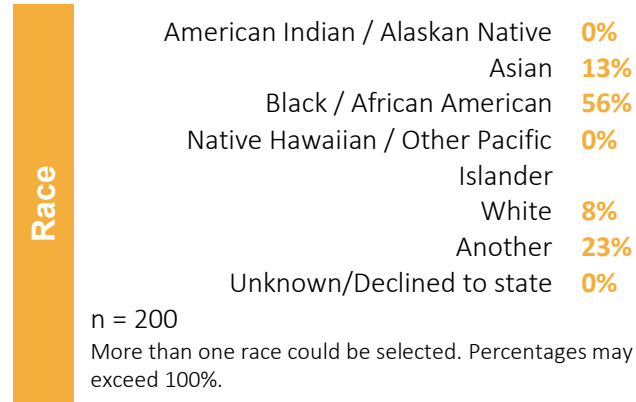 Race
American Indian / Alaskan Native 0%
Asian 13%
Black / African American 56%
Native Hawaiian / Other Pacific 0%
Islander
White 8%
Another 23%
Unknown/Declined to state 0%
n = 200
More than one race could be selected. Percentages may
exceed 100%.